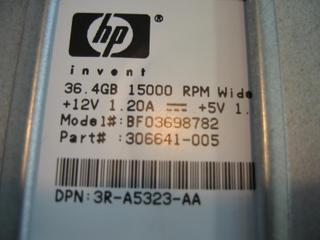 hp®
invent
36.4GB 15000 RPM Wide
+12V 1.20A ⎓ +5V 1.
Model#:BF03698782
Part# :306641-005
DPN:3R-A5323-AA